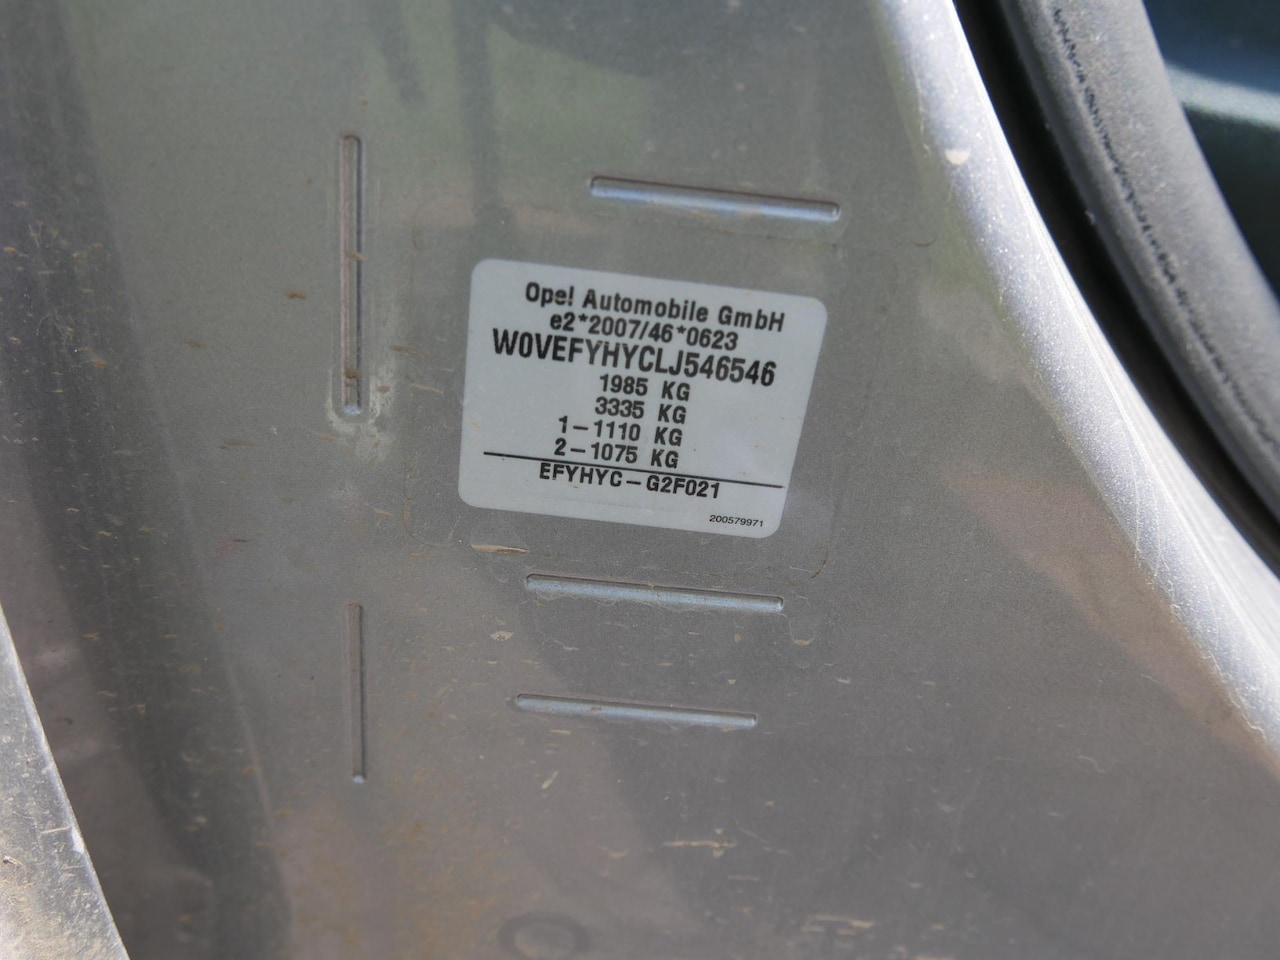 Opel Automobile GmbH
e2*2007/46*0623
W0VEFYHYCLJ546546
1985 KG
3335 KG
1-1110 KG
2-1075 KG
EFYHYC-G2F021
200579971